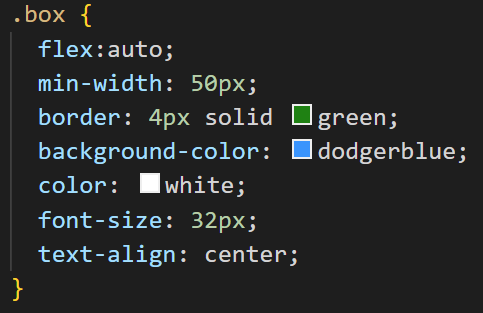 .box {
  flex:auto;
  min-width: 50px;
  border: 4px solid green;
  background-color: dodgerblue;
  color: white;
  font-size: 32px;
  text-align: center;
}